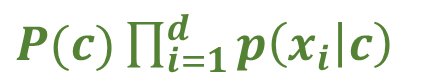 P(c) ∏_{i=1}^{d} p(x_i|c)